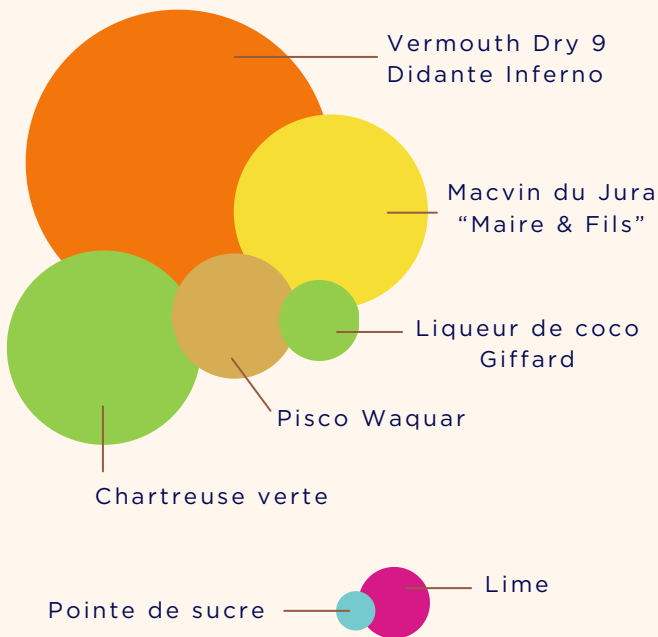 Vermouth Dry 9
Didante Inferno
Macvin du Jura
“Maire & Fils”
Liqueur de coco
Giffard
Pisco Waquar
Chartreuse verte
Lime
Pointe de sucre